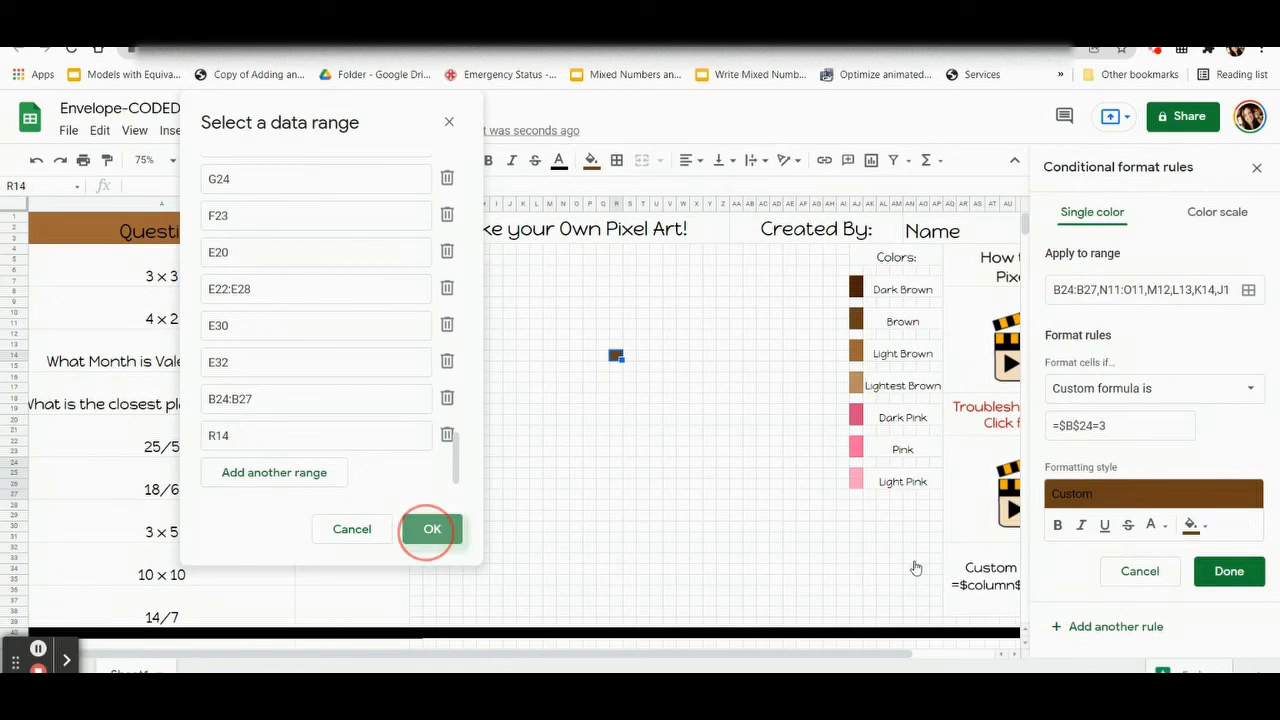 Apps
Models with Equiva...
Copy of Adding an...
Folder - Google Dri...
Emergency Status -...
Mixed Numbers an...
Write Mixed Numb...
Optimize animated...
Services
»
Other bookmarks
Reading list
Envelope-CODED
File
Edit
View
Inse
t was seconds ago
Share
75%
B
I
S
A
Σ
R14
fx
A
Questi
ke your Own Pixel Art!
Created By:
Name
3 x 3
4 x 2
What Month is Vale
What is the closest pl
25/5
18/6
3 x 5
10 x 10
14/7
Colors:
Dark Brown
Brown
Light Brown
Lightest Brown
Dark Pink
Pink
Light Pink
How t
Pix
Troublesh
Click f
Custom
=$column$
Select a data range
G24
F23
E20
E22:E28
E30
E32
B24:B27
R14
Add another range
Cancel
OK
Conditional format rules
Single color
Color scale
Apply to range
B24:B27,N11:O11,M12,L13,K14,J1
Format rules
Format cells if...
Custom formula is
=$B$24=3
Formatting style
Custom
B
I
U
S
A
Cancel
Done
+ Add another rule